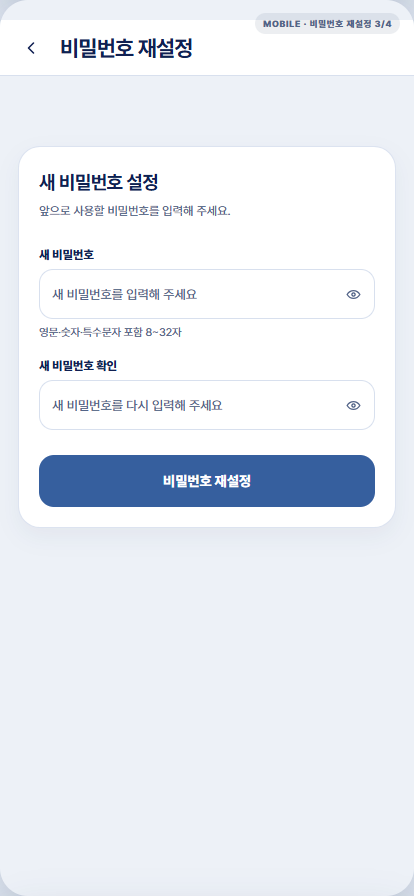 MOBILE · 비밀번호 재설정 3/4
비밀번호 재설정
새 비밀번호 설정
앞으로 사용할 비밀번호를 입력해 주세요.
새 비밀번호
새 비밀번호를 입력해 주세요
영문·숫자·특수문자 포함 8~32자
새 비밀번호 확인
새 비밀번호를 다시 입력해 주세요
비밀번호 재설정